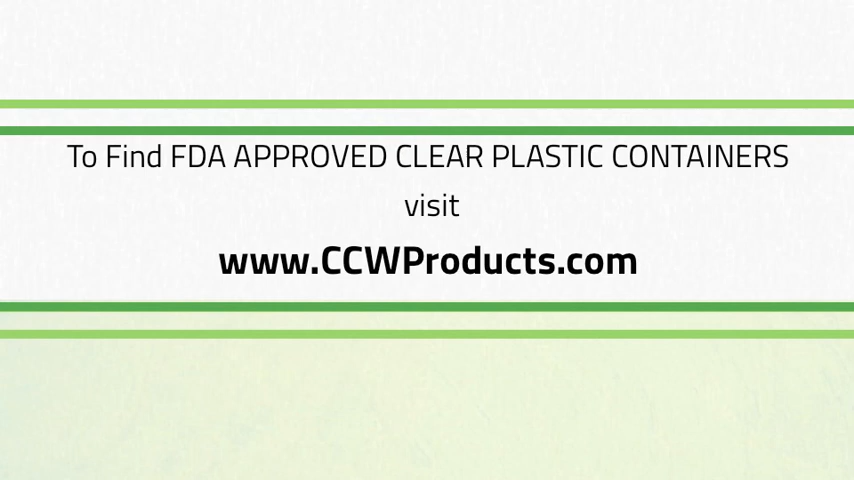 To Find FDA APPROVED CLEAR PLASTIC CONTAINERS
visit
www.CCWProducts.com